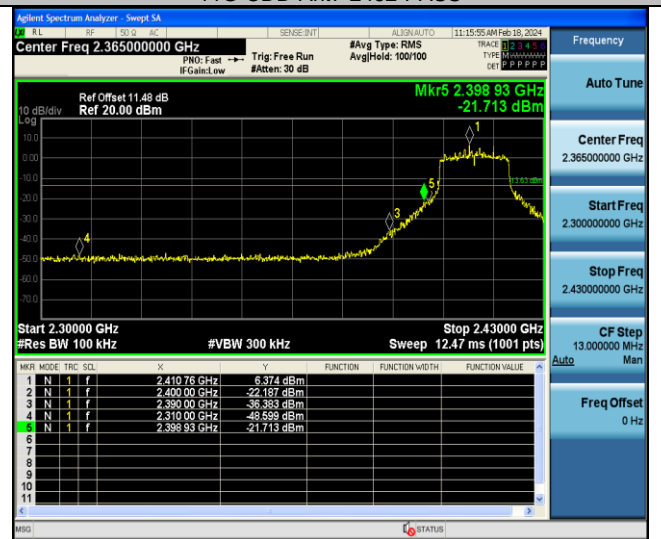 Agilent Spectrum Analyzer - Swept SA
RL RF 50 Ω AC SENSE:INT ALIGN AUTO 11:15:55 AM Feb 18, 2024
Center Freq 2.365000000 GHz
PNO: Fast
IFGain:Low
Trig: Free Run
#Atten: 30 dB
#Avg Type: RMS
Avg|Hold: 100/100
TRACE 1 2 3 4 5 6
TYPE
DET P P P P P P
Frequency
Auto Tune
Center Freq
2.365000000 GHz
Start Freq
2.300000000 GHz
Stop Freq
2.430000000 GHz
CF Step
13.000000 MHz
Auto Man
Freq Offset
0 Hz
Mkr5 2.398 93 GHz
-21.713 dBm
Ref Offset 11.48 dB
10 dB/div Ref 20.00 dBm
Log
10.0
0.00
-10.0
-20.0
-30.0
-40.0
-50.0
-60.0
-70.0
1
5
3
4
-13.63 dBm
Start 2.30000 GHz Stop 2.43000 GHz
#Res BW 100 kHz #VBW 300 kHz Sweep 12.47 ms (1001 pts)
MKR MODE TRC SCL X Y FUNCTION FUNCTION WIDTH FUNCTION VALUE
1 N 1 f 2.410 76 GHz 6.374 dBm
2 N 1 f 2.400 00 GHz -22.187 dBm
3 N 1 f 2.390 00 GHz -36.383 dBm
4 N 1 f 2.310 00 GHz -48.599 dBm
5 N 1 f 2.398 93 GHz -21.713 dBm
6
7
8
9
10
11
MSG STATUS